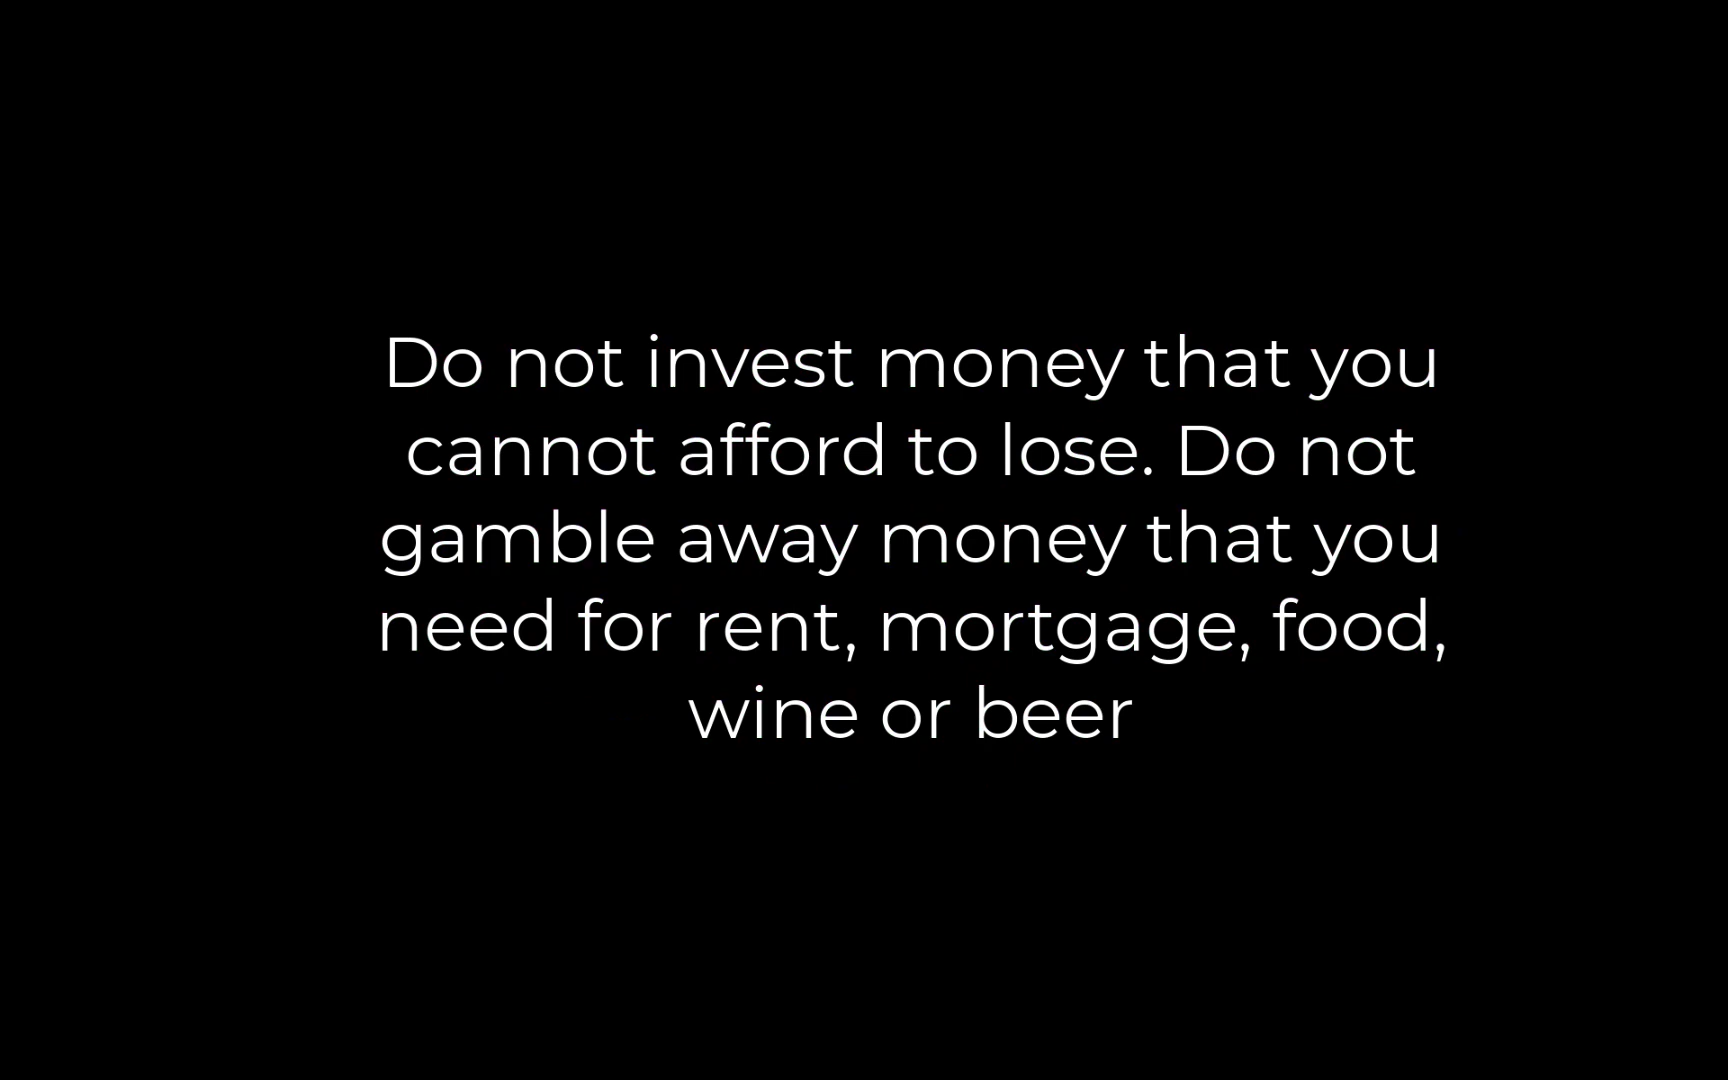 Do not invest money that you
cannot afford to lose. Do not
gamble away money that you
need for rent, mortgage, food,
wine or beer